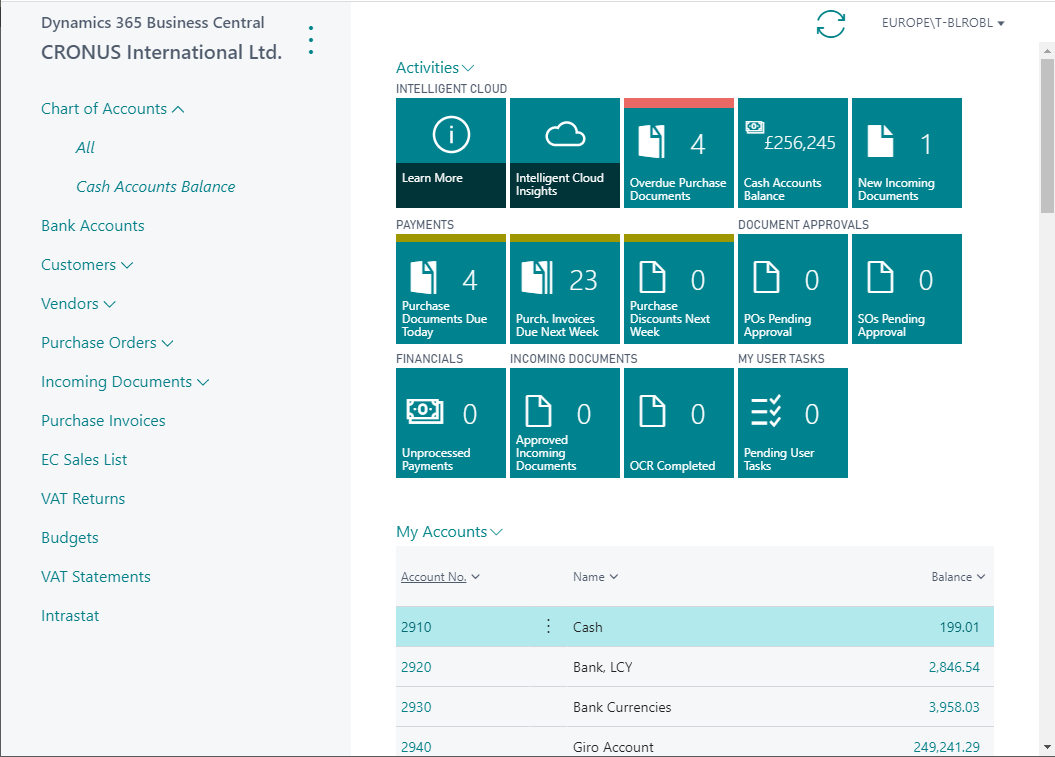 Dynamics 365 Business Central
CRONUS International Ltd.
EUROPE\T-BLROBL
Chart of Accounts
All
Cash Accounts Balance
Bank Accounts
Customers
Vendors
Purchase Orders
Incoming Documents
Purchase Invoices
EC Sales List
VAT Returns
Budgets
VAT Statements
Intrastat
Activities
INTELLIGENT CLOUD
Learn More
Intelligent Cloud
Insights
4
Overdue Purchase
Documents
£256,245
Cash Accounts
Balance
1
New Incoming
Documents
PAYMENTS
4
Purchase
Documents Due
Today
23
Purch. Invoices
Due Next Week
0
Purchase
Discounts Next
Week
DOCUMENT APPROVALS
0
POs Pending
Approval
0
SOs Pending
Approval
FINANCIALS
0
Unprocessed
Payments
INCOMING DOCUMENTS
0
Approved
Incoming
Documents
0
OCR Completed
MY USER TASKS
0
Pending User
Tasks
My Accounts
Account No. Name Balance
2910 Cash 199.01
2920 Bank, LCY 2,846.54
2930 Bank Currencies 3,958.03
2940 Giro Account 249,241.29